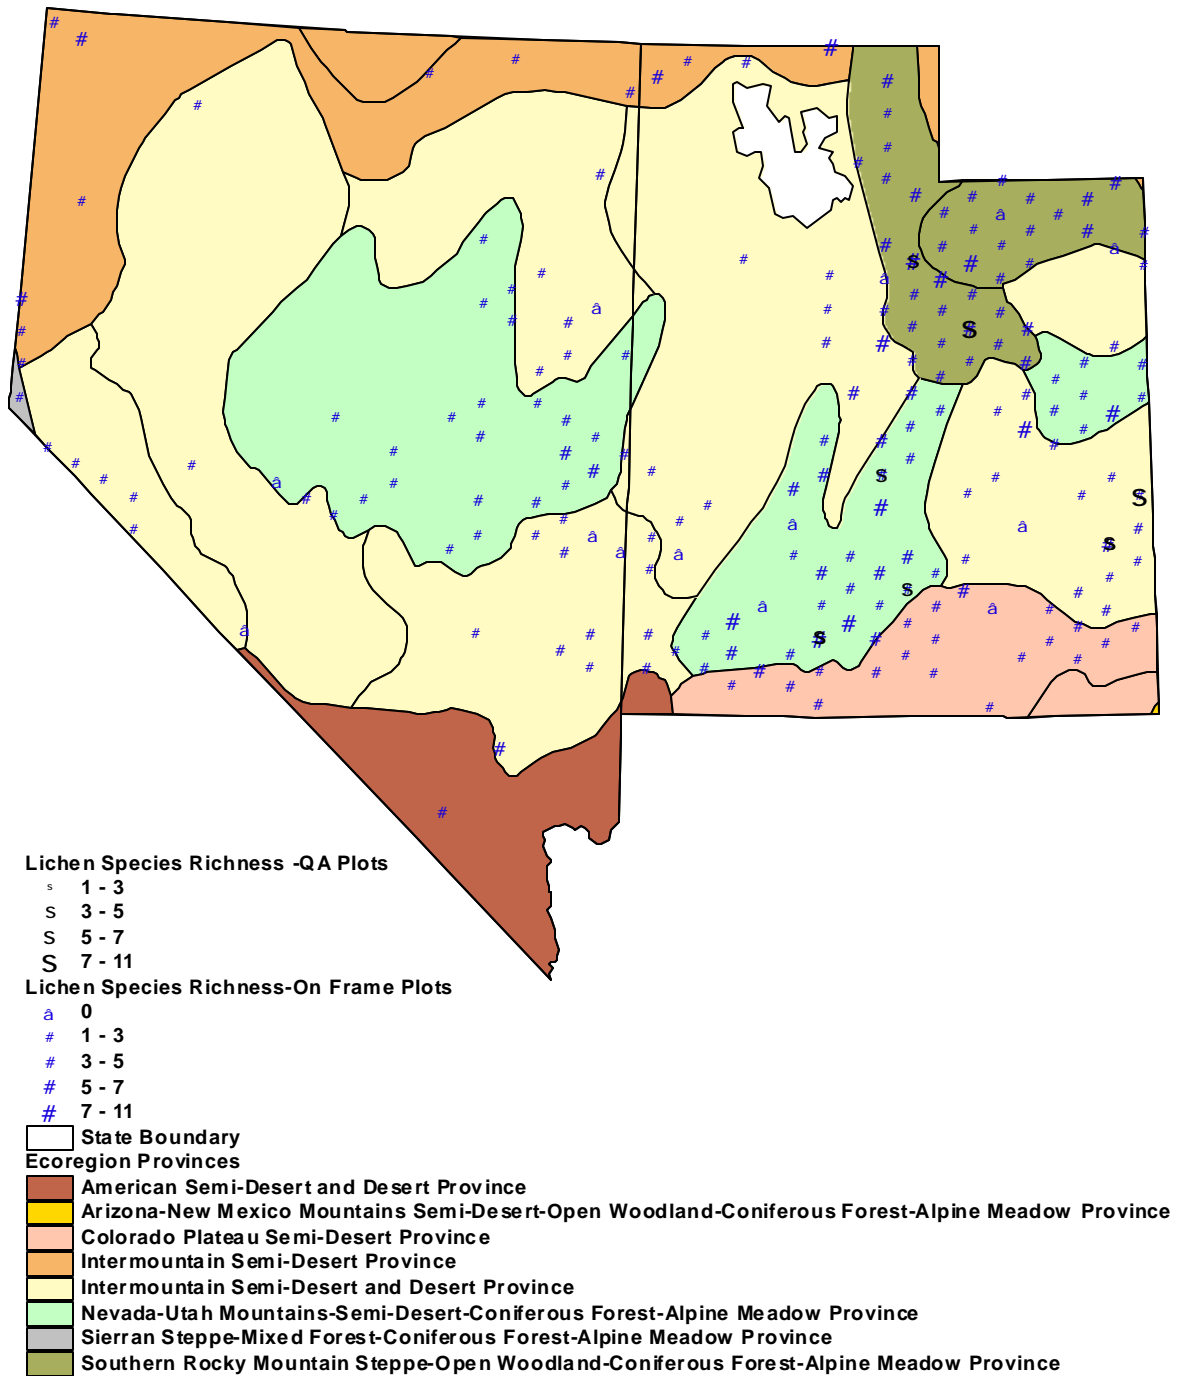 Lichen Species Richness -QA Plots
s 1 - 3
s 3 - 5
s 5 - 7
s 7 - 11
Lichen Species Richness-On Frame Plots
â 0
# 1 - 3
# 3 - 5
# 5 - 7
# 7 - 11
State Boundary
Ecoregion Provinces
American Semi-Desert and Desert Province
Arizona-New Mexico Mountains Semi-Desert-Open Woodland-Coniferous Forest-Alpine Meadow Province
Colorado Plateau Semi-Desert Province
Intermountain Semi-Desert Province
Intermountain Semi-Desert and Desert Province
Nevada-Utah Mountains-Semi-Desert-Coniferous Forest-Alpine Meadow Province
Sierran Steppe-Mixed Forest-Coniferous Forest-Alpine Meadow Province
Southern Rocky Mountain Steppe-Open Woodland-Coniferous Forest-Alpine Meadow Province